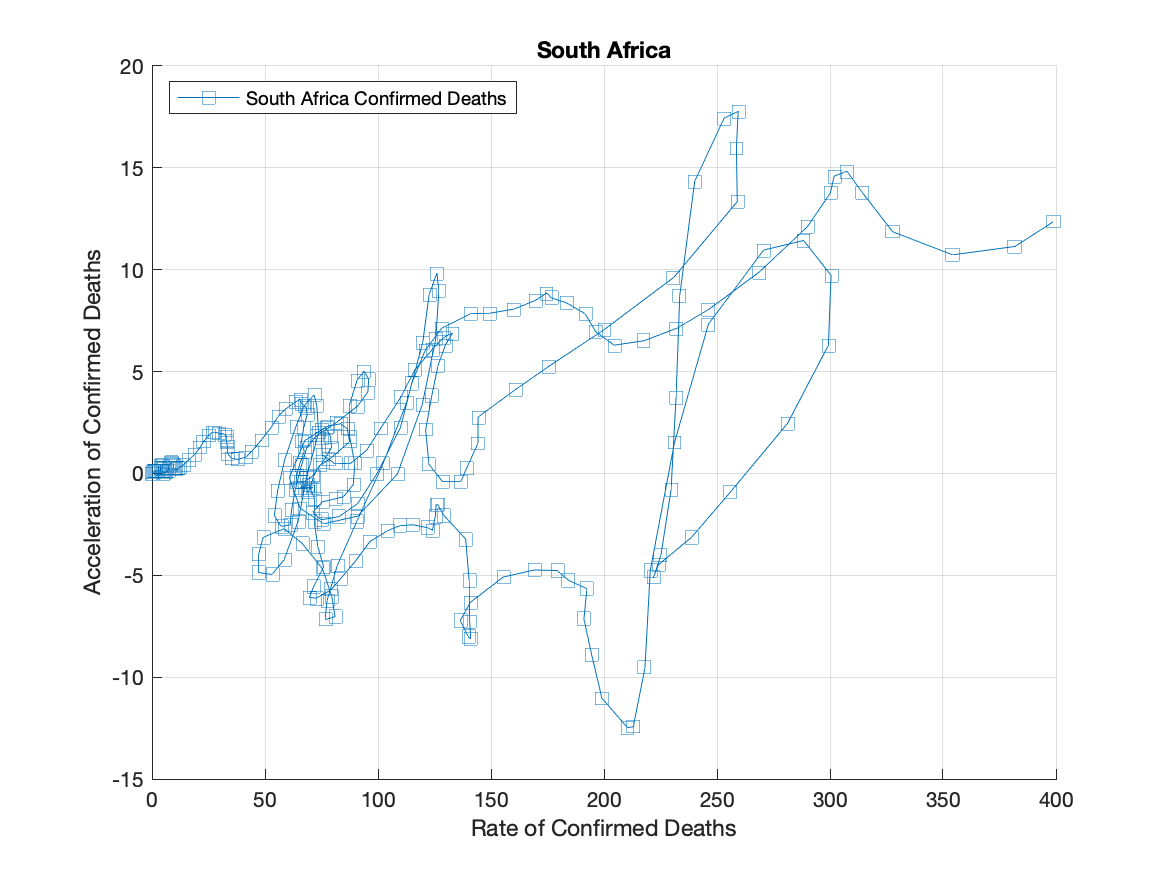 South Africa
South Africa Confirmed Deaths
20
15
10
5
0
-5
-10
-15
Acceleration of Confirmed Deaths
0 50 100 150 200 250 300 350 400
Rate of Confirmed Deaths